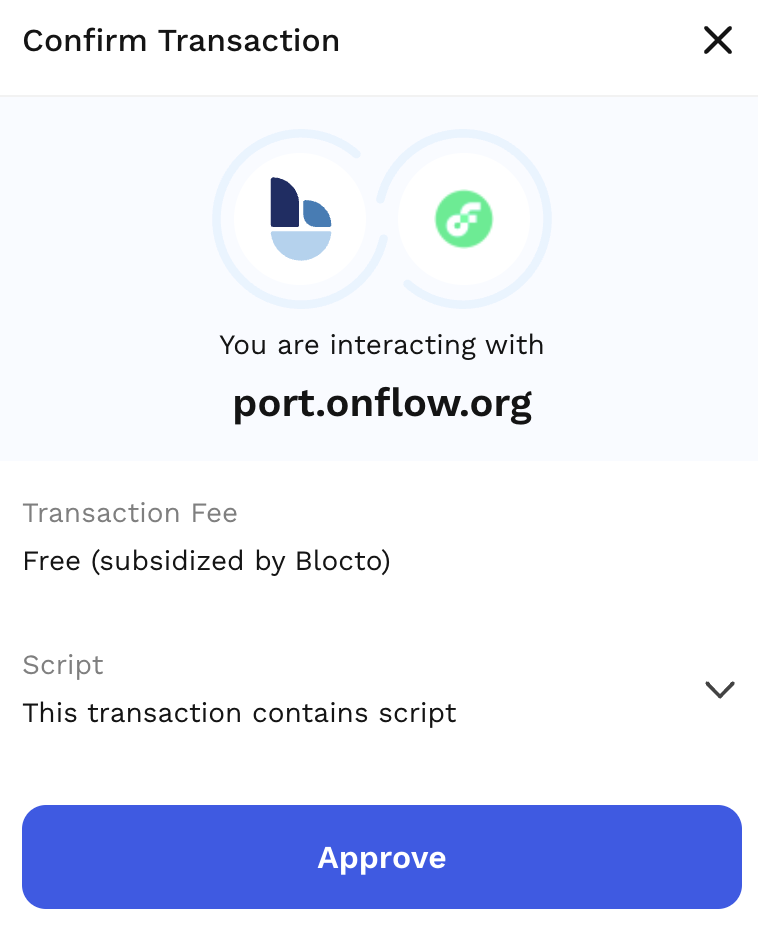 Confirm Transaction
You are interacting with
port.onflow.org
Transaction Fee
Free (subsidized by Blocto)
Script
This transaction contains script
Approve